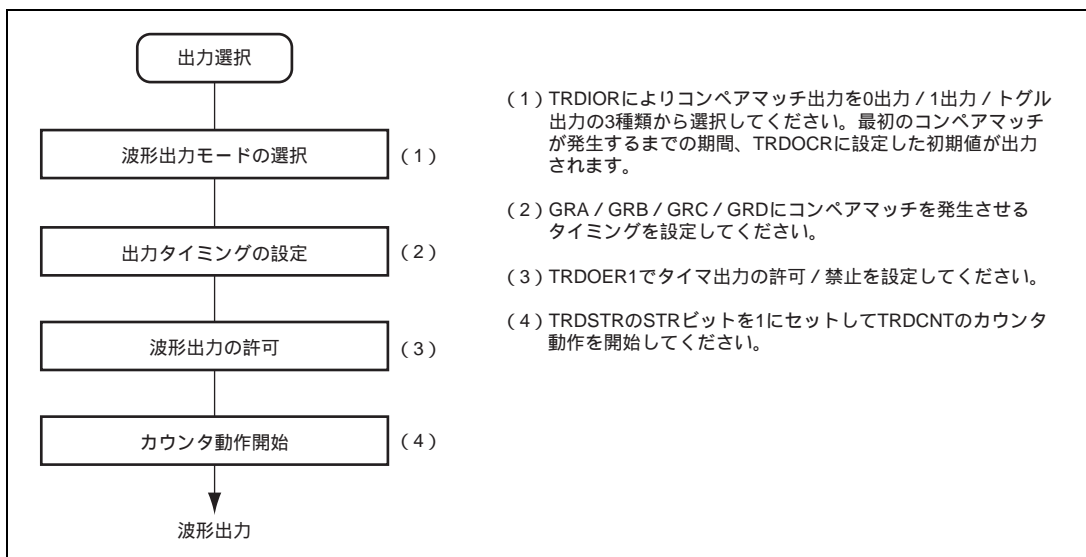 出力選択
波形出力モードの選択
(1)
出力タイミングの設定
(2)
波形出力の許可
(3)
カウンタ動作開始
(4)
波形出力
(1)TRDIORによりコンペアマッチ出力を0出力 / 1出力 / トグル
出力の3種類から選択してください。最初のコンペアマッチ
が発生するまでの期間、TRDOCRに設定した初期値が出力
されます。
(2)GRA / GRB / GRC / GRDにコンペアマッチを発生させる
タイミングを設定してください。
(3)TRDOER1でタイマ出力の許可 / 禁止を設定してください。
(4)TRDSTRのSTRビットを1にセットしてTRDCNTのカウンタ
動作を開始してください。